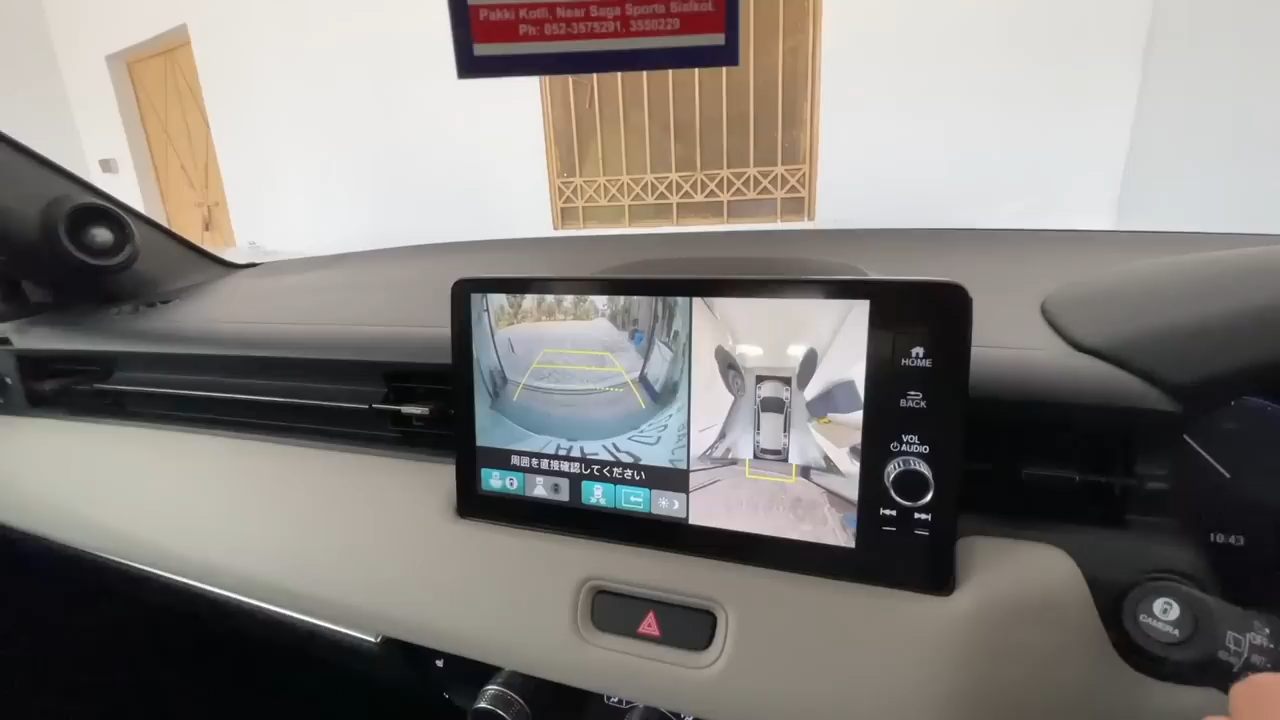 Pakki Kotli, Near Saga Sports Sialkot.
Ph: 052-3575291, 3550229
HOME
BACK
VOL
AUDIO
周囲を直接確認してください
10:43
CAMERA
OFF